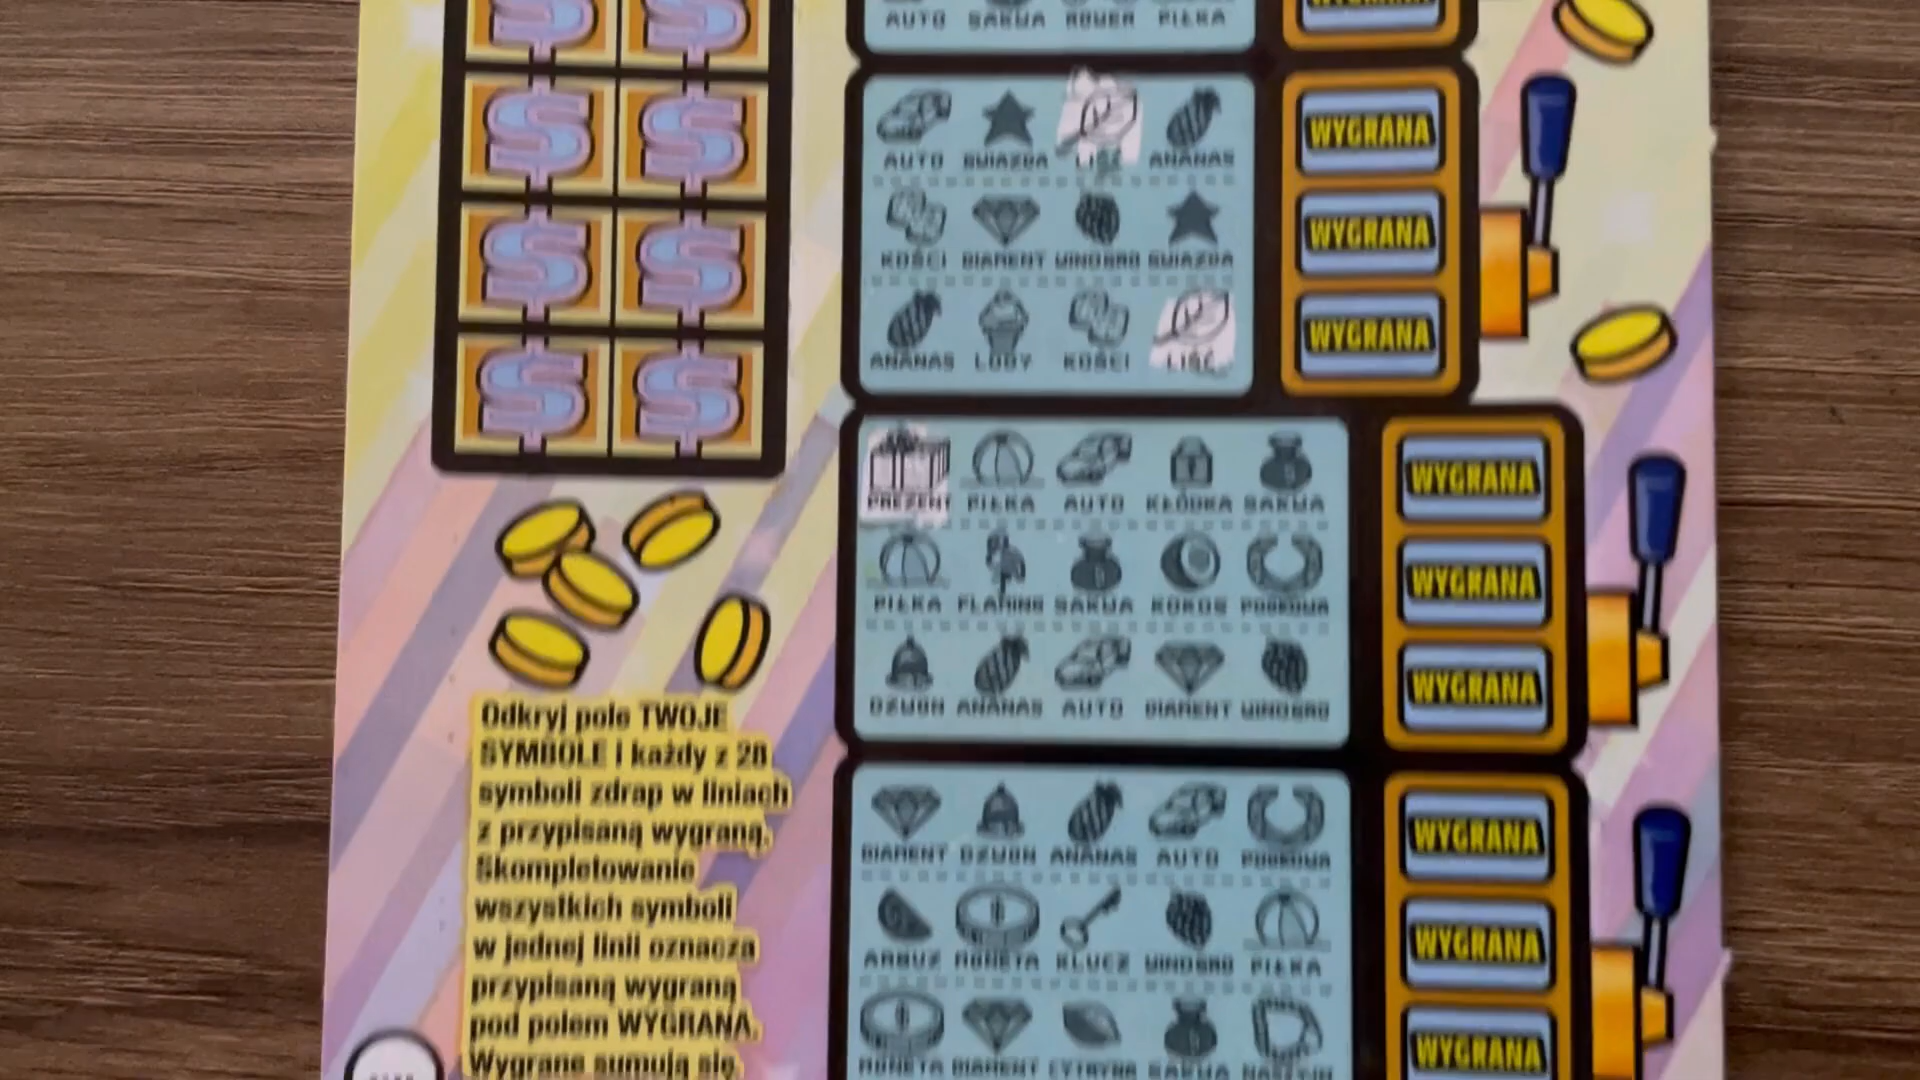 AUTO SAKWA ROWER PIŁKA
AUTO GWIAZDA LIŚĆ ANANAS
WYGRANA
KOŚCI DIAMENT WINOGRO GWIAZDA
WYGRANA
ANANAS LODY KOŚCI LIŚĆ
WYGRANA
PREZENT PIŁKA AUTO KŁÓDKA SAKWA
WYGRANA
PIŁKA FLAMING SAKWA KOKOS PODKOWA
WYGRANA
DZWON ANANAS AUTO DIAMENT WINOGRO
WYGRANA
Odkryj pole TWOJE
SYMBOLE i każdy z 28
symboli zdrap w liniach
z przypisaną wygraną.
Skompletowanie
wszystkich symboli
w jednej linii oznacza
przypisaną wygraną
pod polem WYGRANA.
Wygrane sumują się.
DIAMENT DZWON ANANAS AUTO PODKOWA
WYGRANA
ARBUZ MONETA KLUCZ WINOGRO PIŁKA
WYGRANA
MONETA DIAMENT CYTRYNA SAKWA
WYGRANA